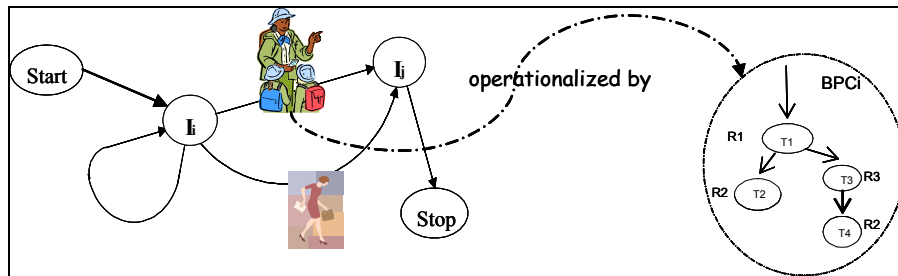 Start
Ii
Ij
Stop
operationalized by
BPCi
R1
T1
R2
T2
T3
R3
T4
R2